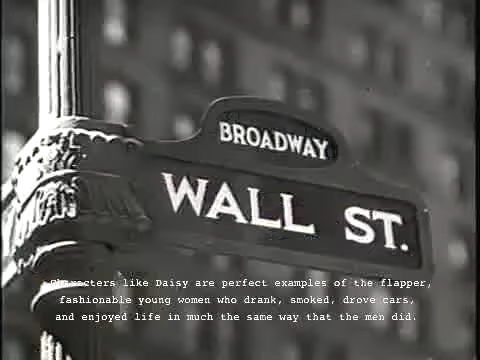 BROADWAY
WALL ST.
Characters like Daisy are perfect examples of the flapper,
fashionable young women who drank, smoked, drove cars,
and enjoyed life in much the same way that the men did.